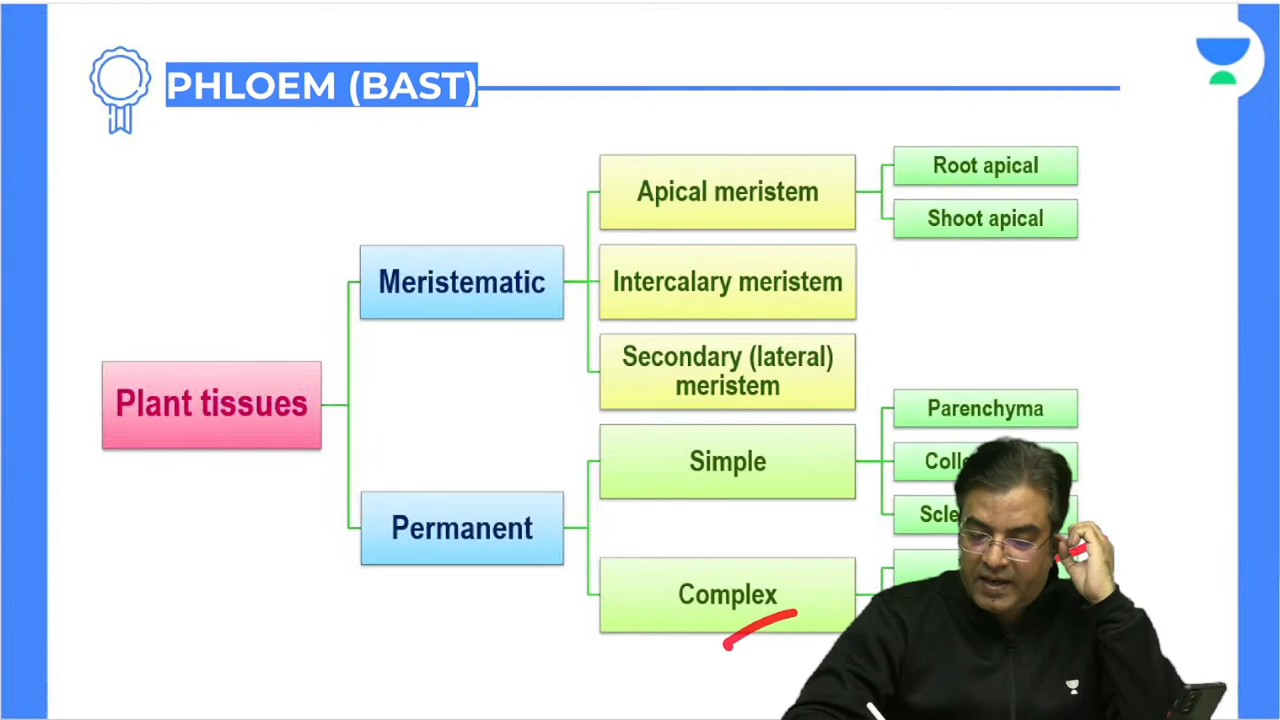 PHLOEM (BAST)
Root apical
Apical meristem
Shoot apical
Meristematic
Intercalary meristem
Secondary (lateral)
meristem
Plant tissues
Parenchyma
Simple
Permanent
Complex